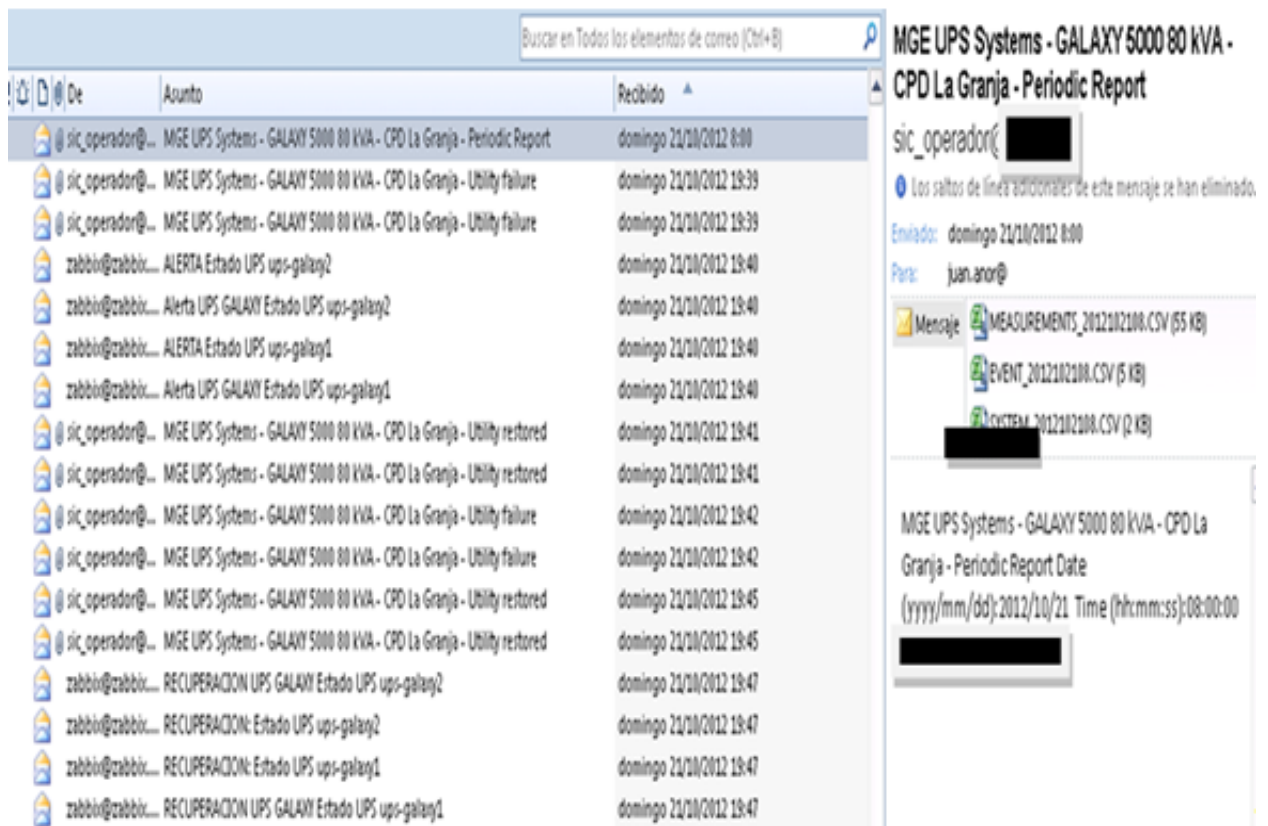 Buscar en Todos los elementos de correo (Ctrl+B)
De Asunto Recibido
sic_operador@... MGE UPS Systems - GALAXY 5000 80 kVA - CPD La Granja - Periodic Report domingo 21/10/2012 8:00
sic_operador@... MGE UPS Systems - GALAXY 5000 80 kVA - CPD La Granja - Utility failure domingo 21/10/2012 19:39
sic_operador@... MGE UPS Systems - GALAXY 5000 80 kVA - CPD La Granja - Utility failure domingo 21/10/2012 19:39
zabbix@zabbix.... ALERTA Estado UPS ups-galaxy2 domingo 21/10/2012 19:40
zabbix@zabbix.... Alerta UPS GALAXY Estado UPS ups-galaxy2 domingo 21/10/2012 19:40
zabbix@zabbix.... ALERTA Estado UPS ups-galaxy1 domingo 21/10/2012 19:40
zabbix@zabbix.... Alerta UPS GALAXY Estado UPS ups-galaxy1 domingo 21/10/2012 19:40
sic_operador@... MGE UPS Systems - GALAXY 5000 80 kVA - CPD La Granja - Utility restored domingo 21/10/2012 19:41
sic_operador@... MGE UPS Systems - GALAXY 5000 80 kVA - CPD La Granja - Utility restored domingo 21/10/2012 19:41
sic_operador@... MGE UPS Systems - GALAXY 5000 80 kVA - CPD La Granja - Utility failure domingo 21/10/2012 19:42
sic_operador@... MGE UPS Systems - GALAXY 5000 80 kVA - CPD La Granja - Utility failure domingo 21/10/2012 19:42
sic_operador@... MGE UPS Systems - GALAXY 5000 80 kVA - CPD La Granja - Utility restored domingo 21/10/2012 19:45
sic_operador@... MGE UPS Systems - GALAXY 5000 80 kVA - CPD La Granja - Utility restored domingo 21/10/2012 19:45
zabbix@zabbix.... RECUPERACION UPS GALAXY Estado UPS ups-galaxy2 domingo 21/10/2012 19:47
zabbix@zabbix.... RECUPERACION: Estado UPS ups-galaxy2 domingo 21/10/2012 19:47
zabbix@zabbix.... RECUPERACION: Estado UPS ups-galaxy1 domingo 21/10/2012 19:47
zabbix@zabbix.... RECUPERACION UPS GALAXY Estado UPS ups-galaxy1 domingo 21/10/2012 19:47
MGE UPS Systems - GALAXY 5000 80 kVA -
CPD La Granja - Periodic Report
sic_operador@
Los saltos de línea adicionales de este mensaje se han eliminado.
Enviado: domingo 21/10/2012 8:00
Para: juan.anor@
Mensaje MEASUREMENTS_2012102108.CSV (55 KB)
EVENT_2012102108.CSV (5 KB)
SYSTEM_2012102108.CSV (2 KB)
MGE UPS Systems - GALAXY 5000 80 kVA - CPD La
Granja - Periodic Report Date
(yyyy/mm/dd):2012/10/21 Time (hh:mm:ss):08:00:00